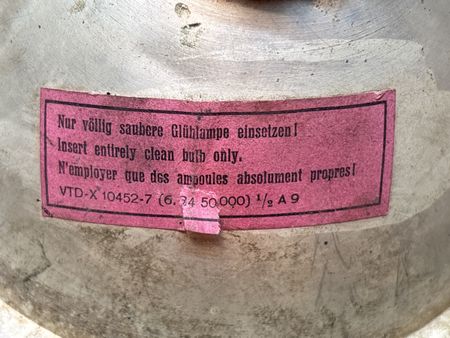 Nur völlig saubere Glühlampe einsetzen!
Insert entirely clean bulb only.
N'employer que des ampoules absolument propres!
VTD-X 10452-7 (6. 34 50.000) 1/2 A 9